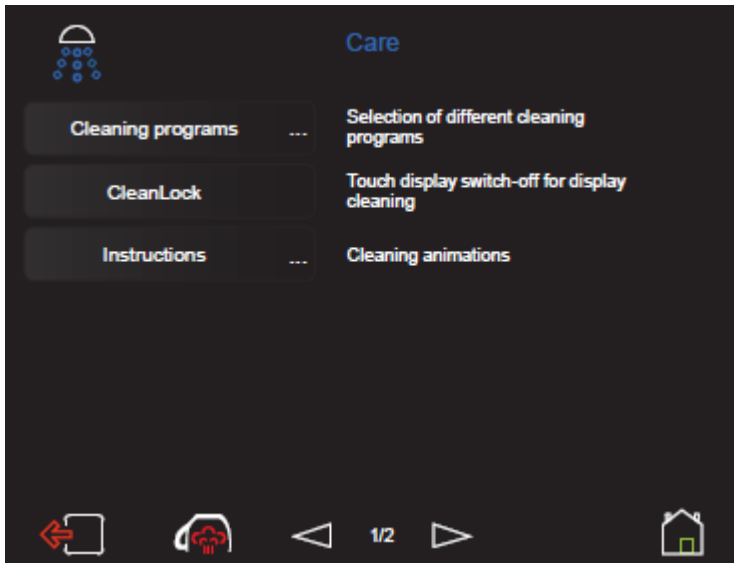 Care
Cleaning programs ...
Selection of different cleaning
programs
CleanLock
Touch display switch-off for display
cleaning
Instructions ...
Cleaning animations
1/2